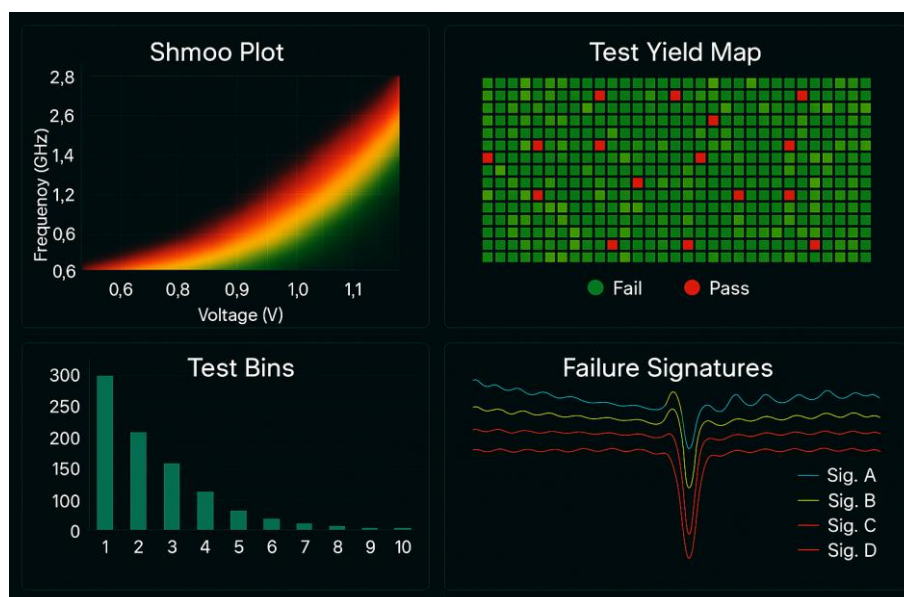 Shmoo Plot
Frequenoy (GHz)
2,8
2,6
1,4
1,2
0,6
0,6
0,6 0,8 0,9 1,0 1,1
Voltage (V)
Test Yield Map
Fail Pass
Test Bins
300
250
200
150
100
0
1 2 3 4 5 6 7 8 9 10
Failure Signatures
Sig. A
Sig. B
Sig. C
Sig. D